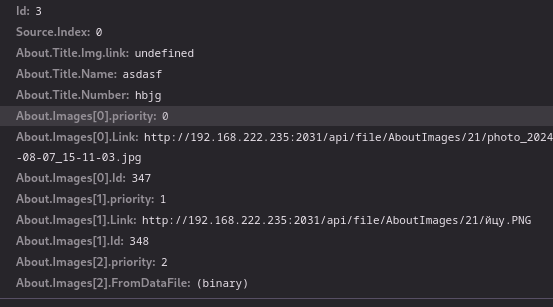 Id: 3
Source.Index: 0
About.Title.Img.link: undefined
About.Title.Name: asdasf
About.Title.Number: hbjg
About.Images[0].priority: 0
About.Images[0].Link: http://192.168.222.235:2031/api/file/AboutImages/21/photo_2024
-08-07_15-11-03.jpg
About.Images[0].Id: 347
About.Images[1].priority: 1
About.Images[1].Link: http://192.168.222.235:2031/api/file/AboutImages/21/йцу.PNG
About.Images[1].Id: 348
About.Images[2].priority: 2
About.Images[2].FromDataFile: (binary)